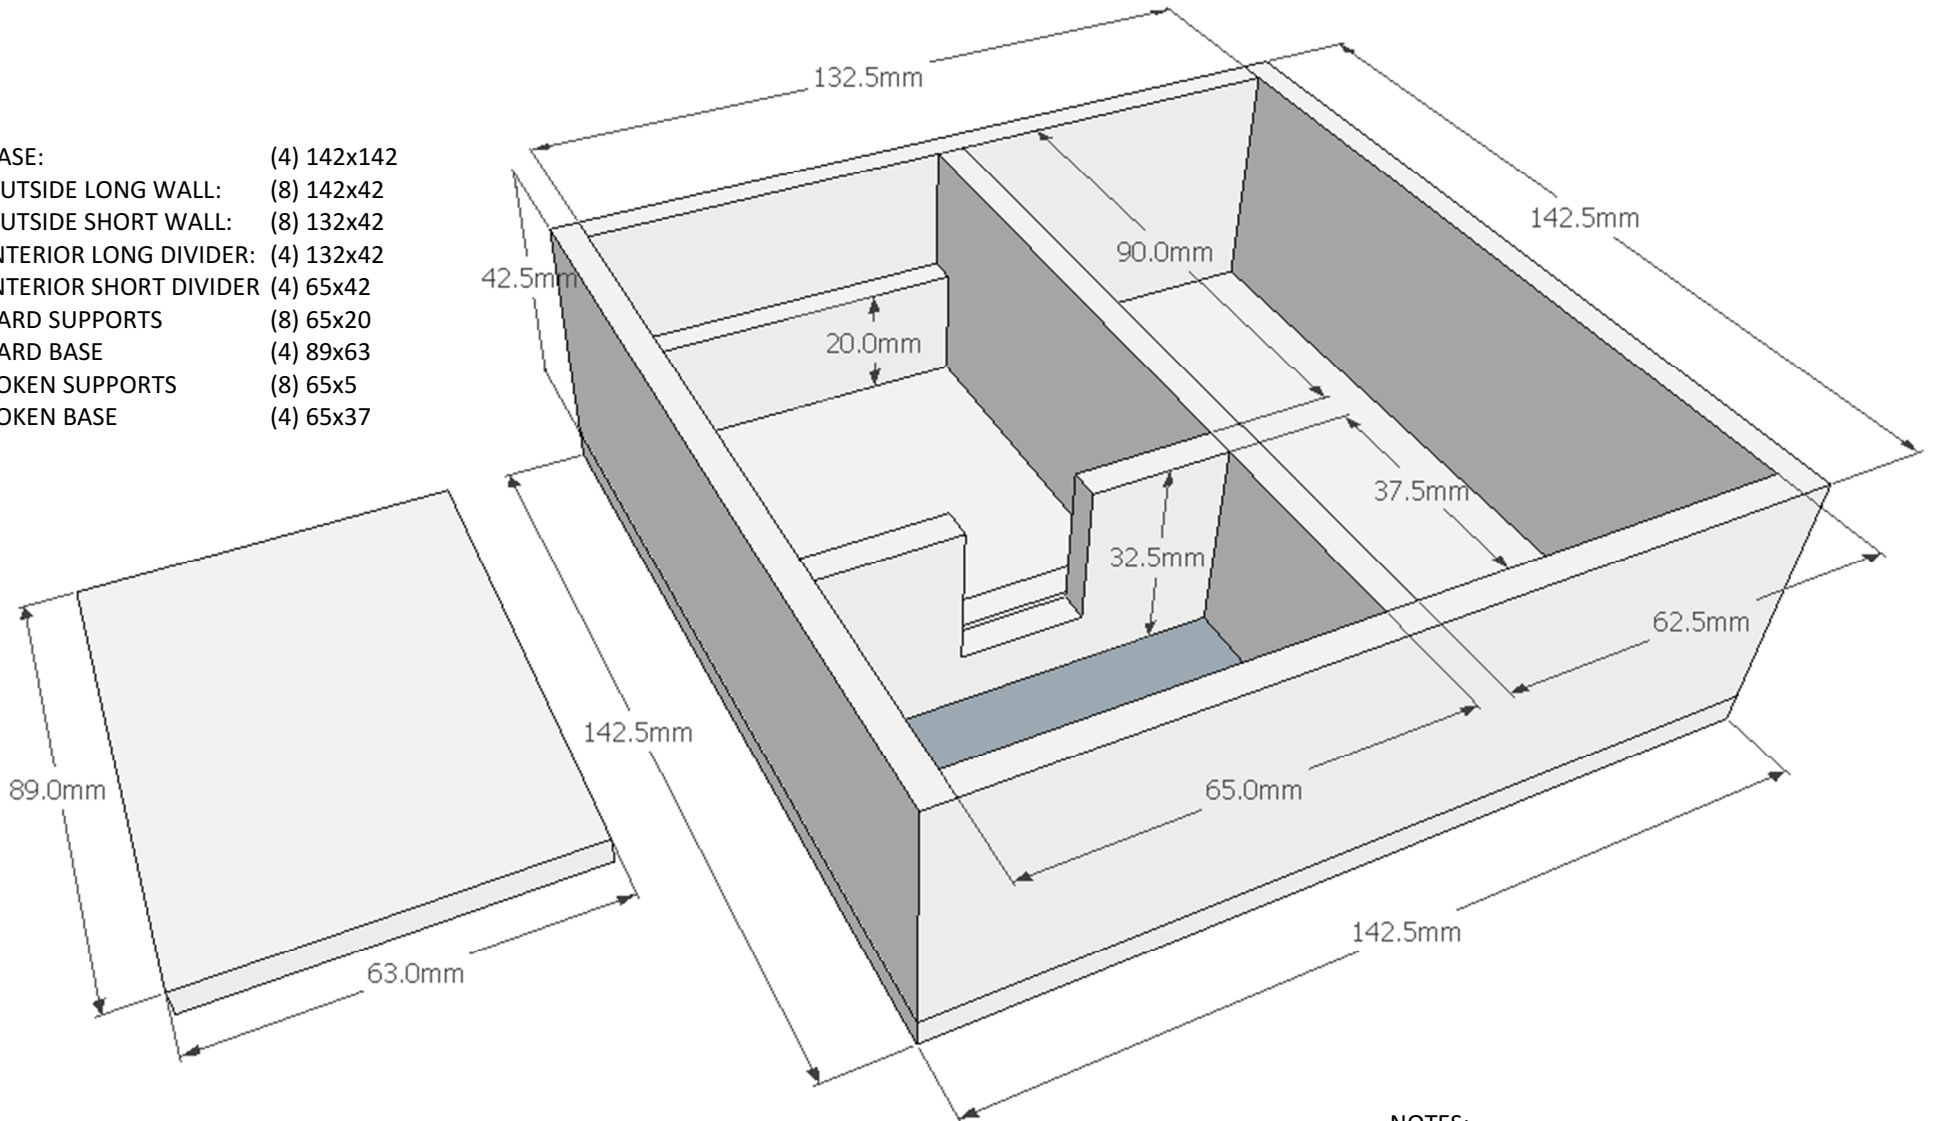 132.5mm
ASE: (4) 142x142
UTSIDE LONG WALL: (8) 142x42
UTSIDE SHORT WALL: (8) 132x42
NTERIOR LONG DIVIDER: (4) 132x42
NTERIOR SHORT DIVIDER (4) 65x42
ARD SUPPORTS (8) 65x20
ARD BASE (4) 89x63
OKEN SUPPORTS (8) 65x5
OKEN BASE (4) 65x37
142.5mm
90.0mm
42.5mm
20.0mm
37.5mm
32.5mm
62.5mm
142.5mm
89.0mm
65.0mm
142.5mm
63.0mm
NOTES: